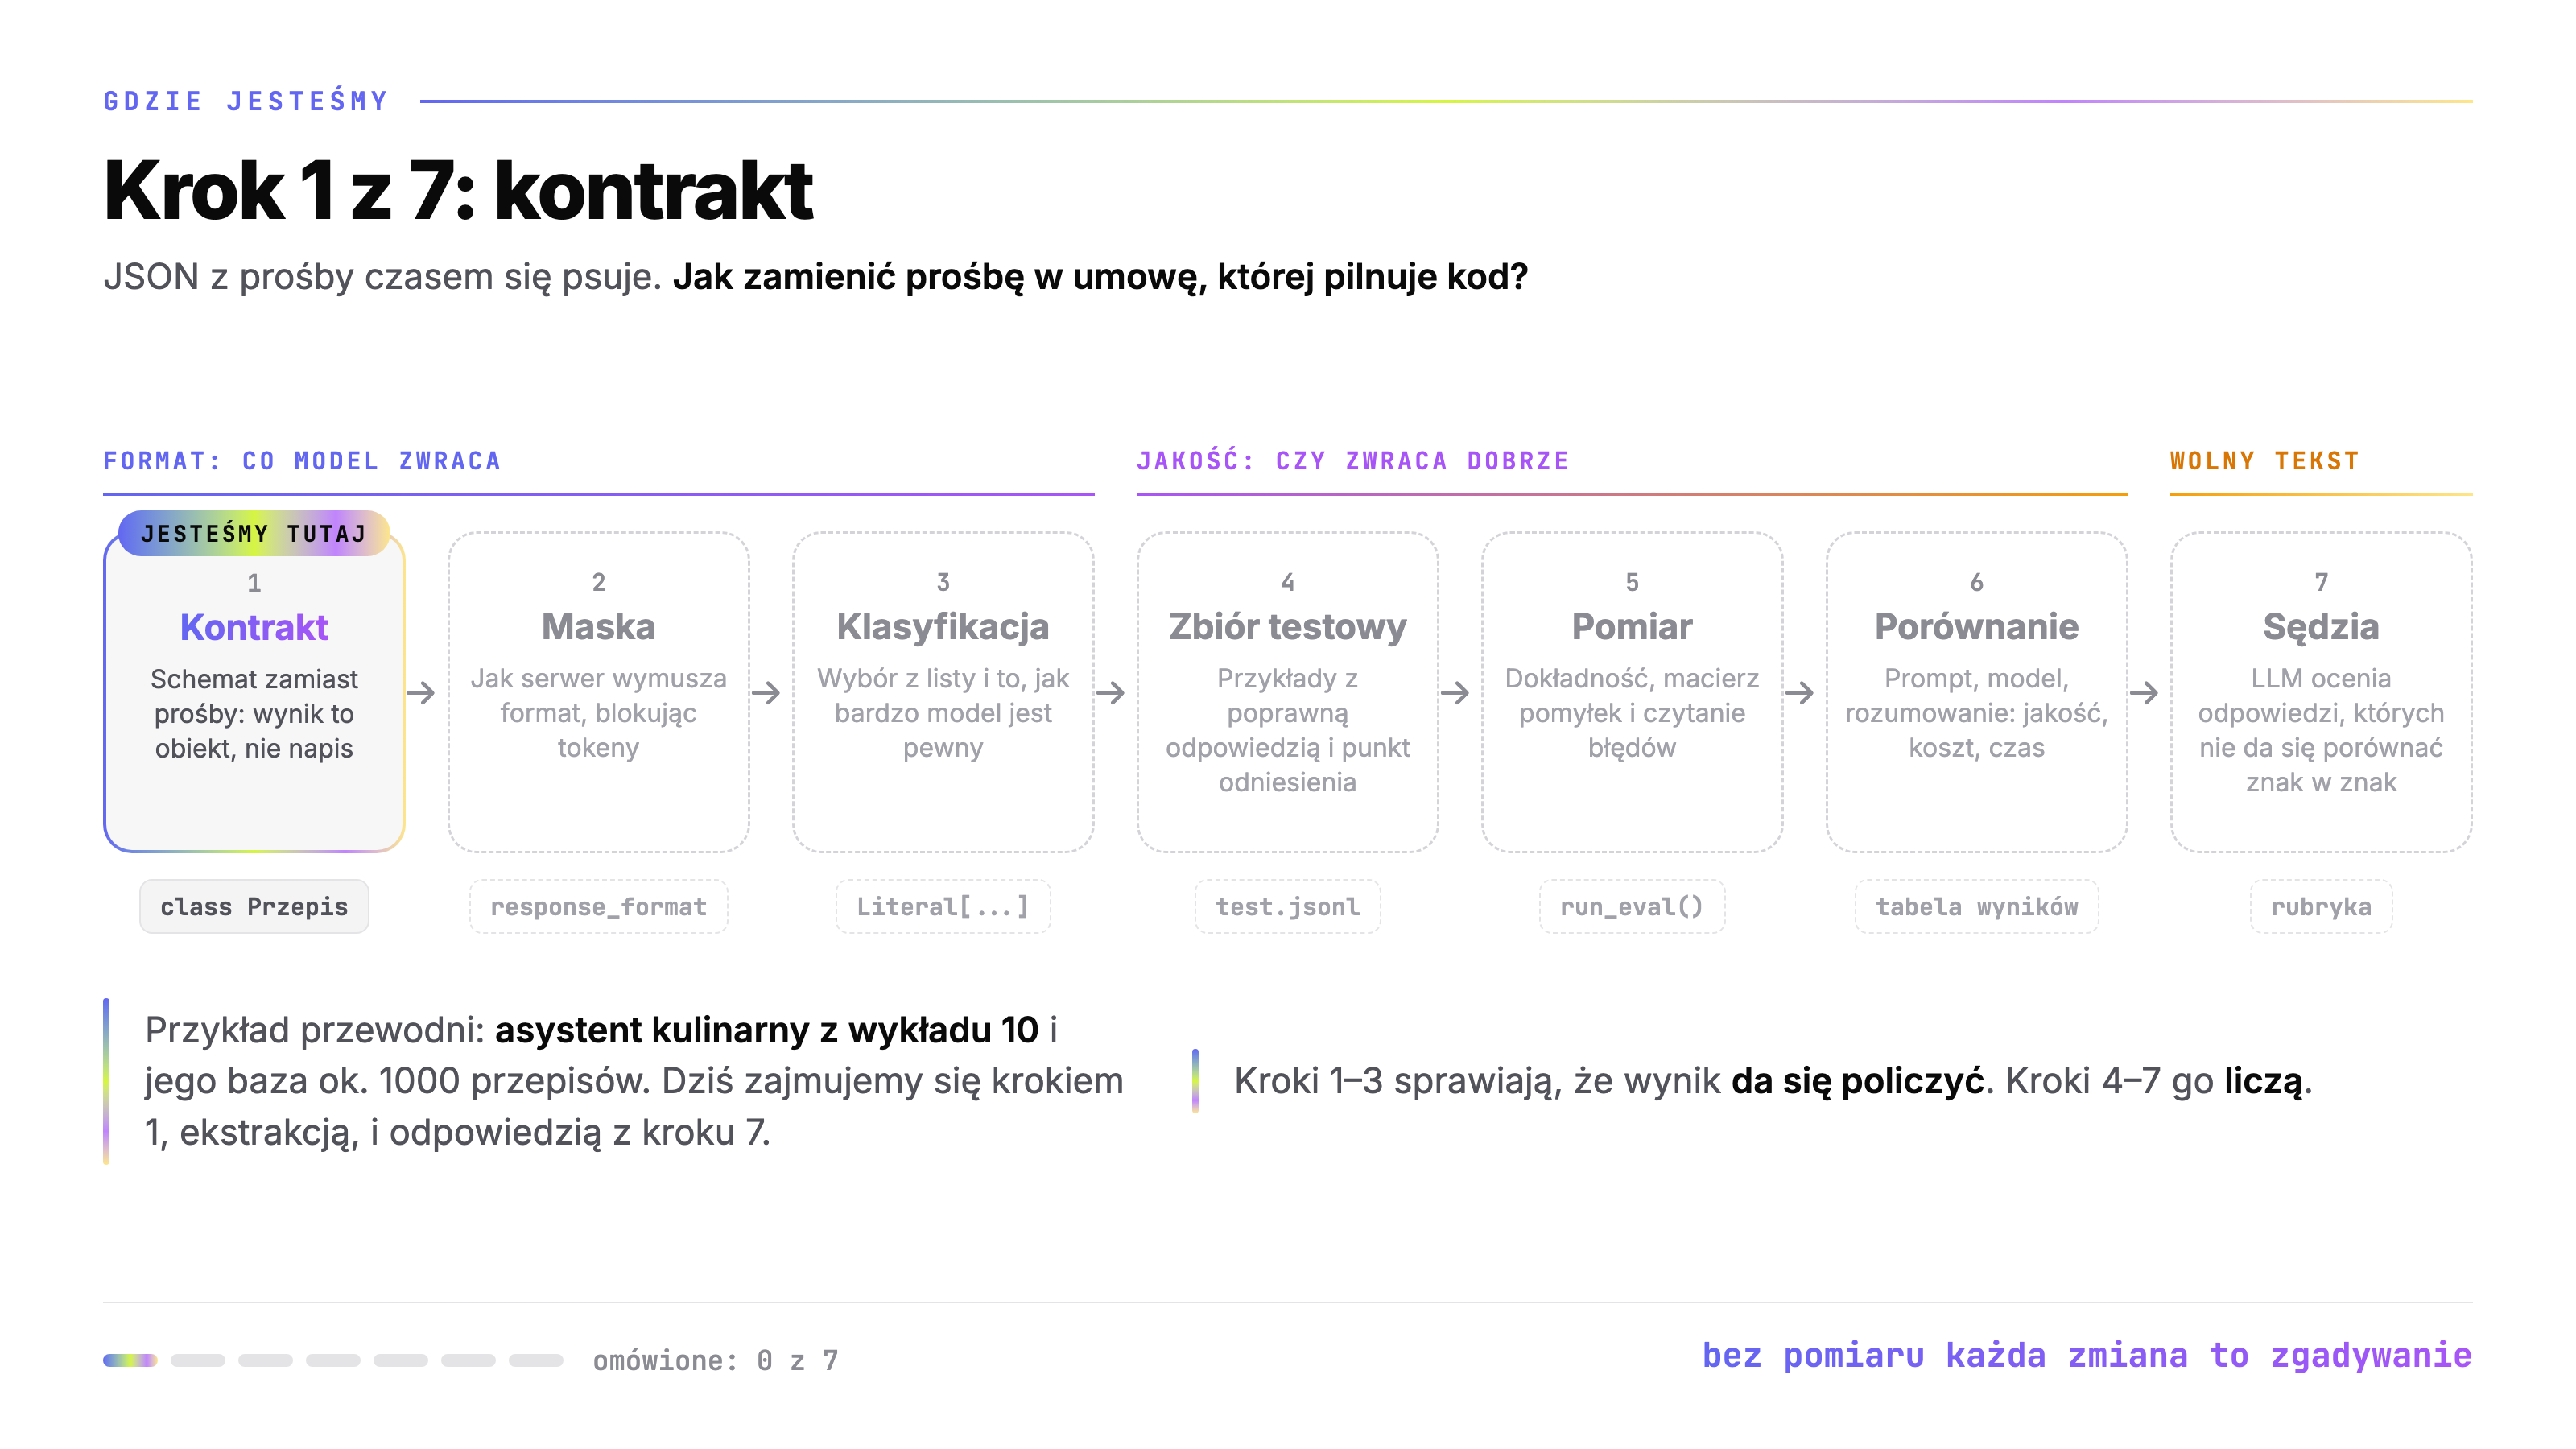 GDZIE JESTEŚMY
Krok 1 z 7: kontrakt
JSON z prośby czasem się psuje. Jak zamienić prośbę w umowę, której pilnuje kod?
FORMAT: CO MODEL ZWRACA
JAKOŚĆ: CZY ZWRACA DOBRZE
WOLNY TEKST
JESTEŚMY TUTAJ
1
Kontrakt
Schemat zamiast
prośby: wynik to
obiekt, nie napis
class Przepis
2
Maska
Jak serwer wymusza
format, blokując
tokeny
response_format
3
Klasyfikacja
Wybór z listy i to, jak
bardzo model jest
pewny
Literal[...]
4
Zbiór testowy
Przykłady z
poprawną
odpowiedzią i punkt
odniesienia
test.jsonl
5
Pomiar
Dokładność, macierz
pomyłek i czytanie
błędów
run_eval()
6
Porównanie
Prompt, model,
rozumowanie: jakość,
koszt, czas
tabela wyników
7
Sędzia
LLM ocenia
odpowiedzi, których
nie da się porównać
znak w znak
rubryka
Przykład przewodni: asystent kulinarny z wykładu 10 i
jego baza ok. 1000 przepisów. Dziś zajmujemy się krokiem
1, ekstrakcją, i odpowiedzią z kroku 7.
Kroki 1–3 sprawiają, że wynik da się policzyć. Kroki 4–7 go liczą.
omówione: 0 z 7
bez pomiaru każda zmiana to zgadywanie